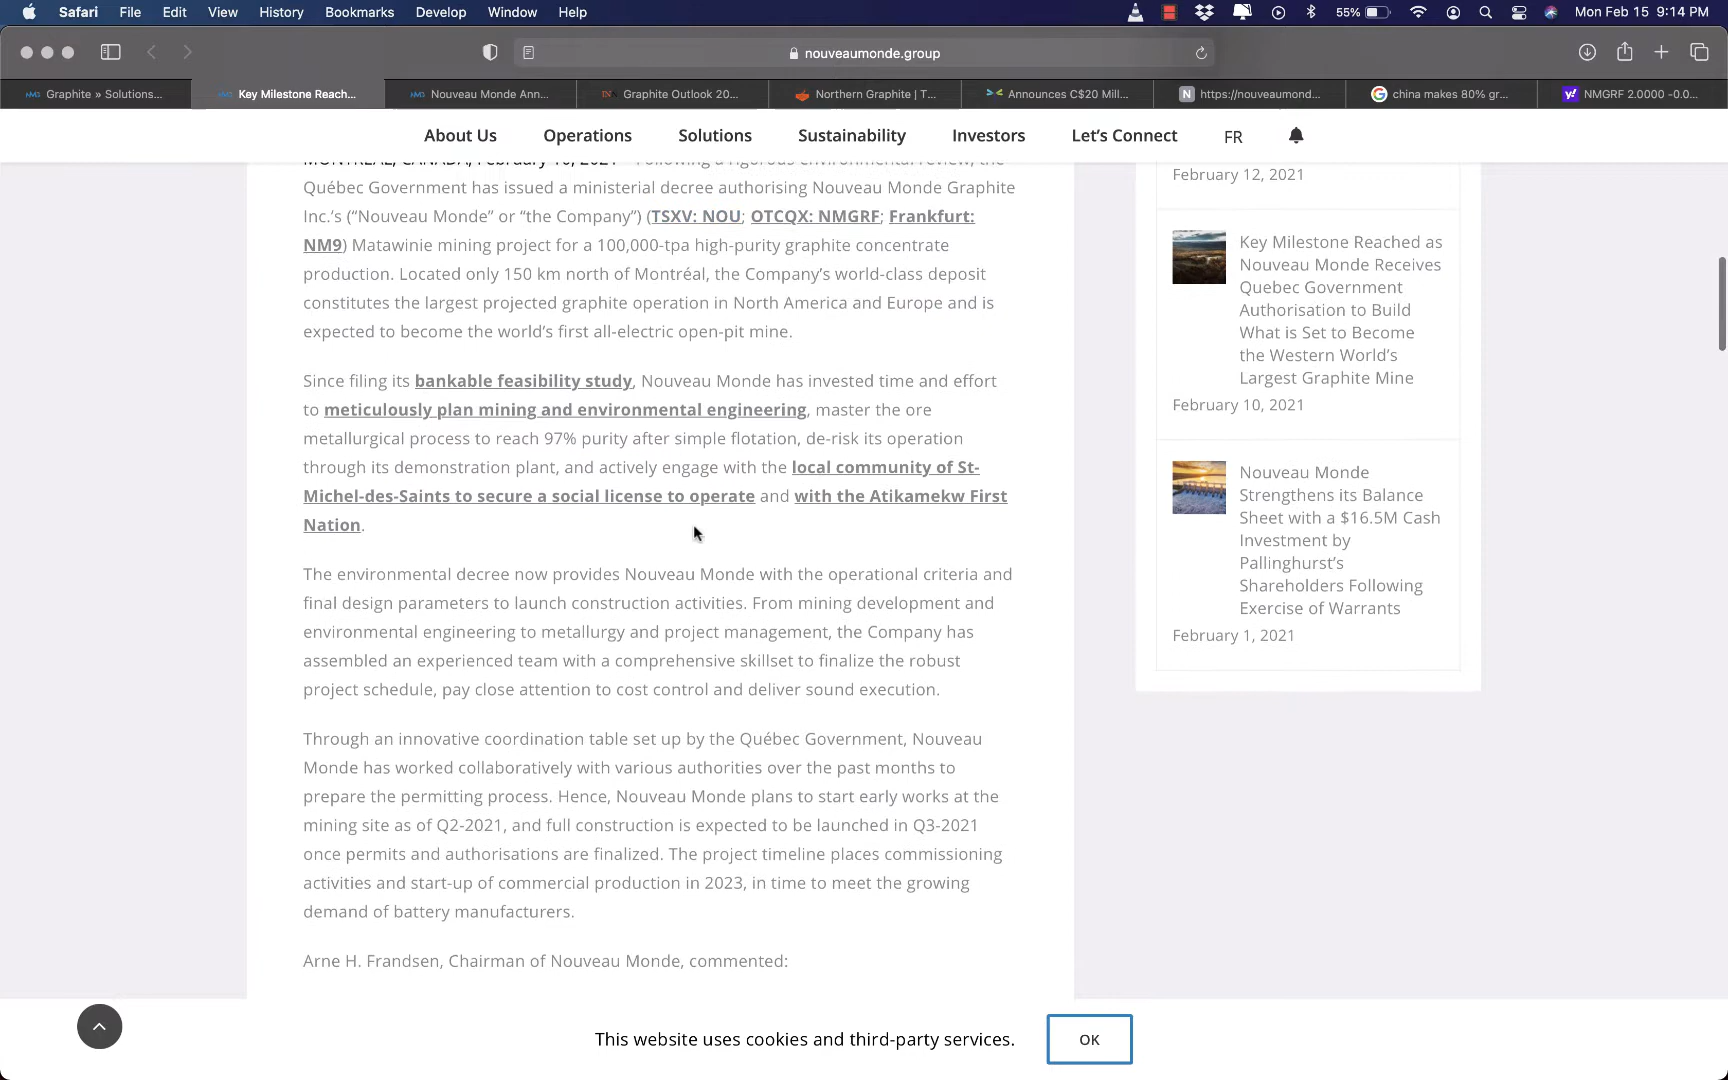 Safari File Edit View History Bookmarks Develop Window Help 55% Mon Feb 15 9:14 PM
nouveaumonde.group
Graphite » Solutions... Key Milestone Reach... Nouveau Monde Ann... Graphite Outlook 20... Northern Graphite | T... Announces C$20 Mill... N https://nouveaumond... china makes 80% gr... y! NMGRF 2.0000 -0.0...
About Us Operations Solutions Sustainability Investors Let's Connect FR
MONTRÉAL, CANADA, February 10, 2021 – Following a rigorous environmental review, the
Québec Government has issued a ministerial decree authorising Nouveau Monde Graphite
Inc.'s (“Nouveau Monde” or “the Company”) (TSXV: NOU; OTCQX: NMGRF; Frankfurt:
NM9) Matawinie mining project for a 100,000-tpa high-purity graphite concentrate
production. Located only 150 km north of Montréal, the Company’s world-class deposit
constitutes the largest projected graphite operation in North America and Europe and is
expected to become the world’s first all-electric open-pit mine.
Since filing its bankable feasibility study, Nouveau Monde has invested time and effort
to meticulously plan mining and environmental engineering, master the ore
metallurgical process to reach 97% purity after simple flotation, de-risk its operation
through its demonstration plant, and actively engage with the local community of St-
Michel-des-Saints to secure a social license to operate and with the Atikamekw First
Nation.
The environmental decree now provides Nouveau Monde with the operational criteria and
final design parameters to launch construction activities. From mining development and
environmental engineering to metallurgy and project management, the Company has
assembled an experienced team with a comprehensive skillset to finalize the robust
project schedule, pay close attention to cost control and deliver sound execution.
Through an innovative coordination table set up by the Québec Government, Nouveau
Monde has worked collaboratively with various authorities over the past months to
prepare the permitting process. Hence, Nouveau Monde plans to start early works at the
mining site as of Q2-2021, and full construction is expected to be launched in Q3-2021
once permits and authorisations are finalized. The project timeline places commissioning
activities and start-up of commercial production in 2023, in time to meet the growing
demand of battery manufacturers.
Arne H. Frandsen, Chairman of Nouveau Monde, commented:
February 12, 2021
Key Milestone Reached as
Nouveau Monde Receives
Quebec Government
Authorisation to Build
What is Set to Become
the Western World’s
Largest Graphite Mine
February 10, 2021
Nouveau Monde
Strengthens its Balance
Sheet with a $16.5M Cash
Investment by
Pallinghurst’s
Shareholders Following
Exercise of Warrants
February 1, 2021
This website uses cookies and third-party services. OK